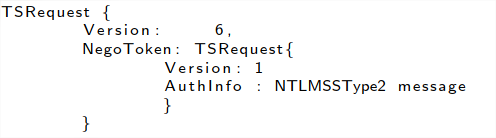 TSRequest {
Version: 6,
NegoToken: TSRequest{
Version: 1
AuthInfo : NTLMSSType2 message
}
}